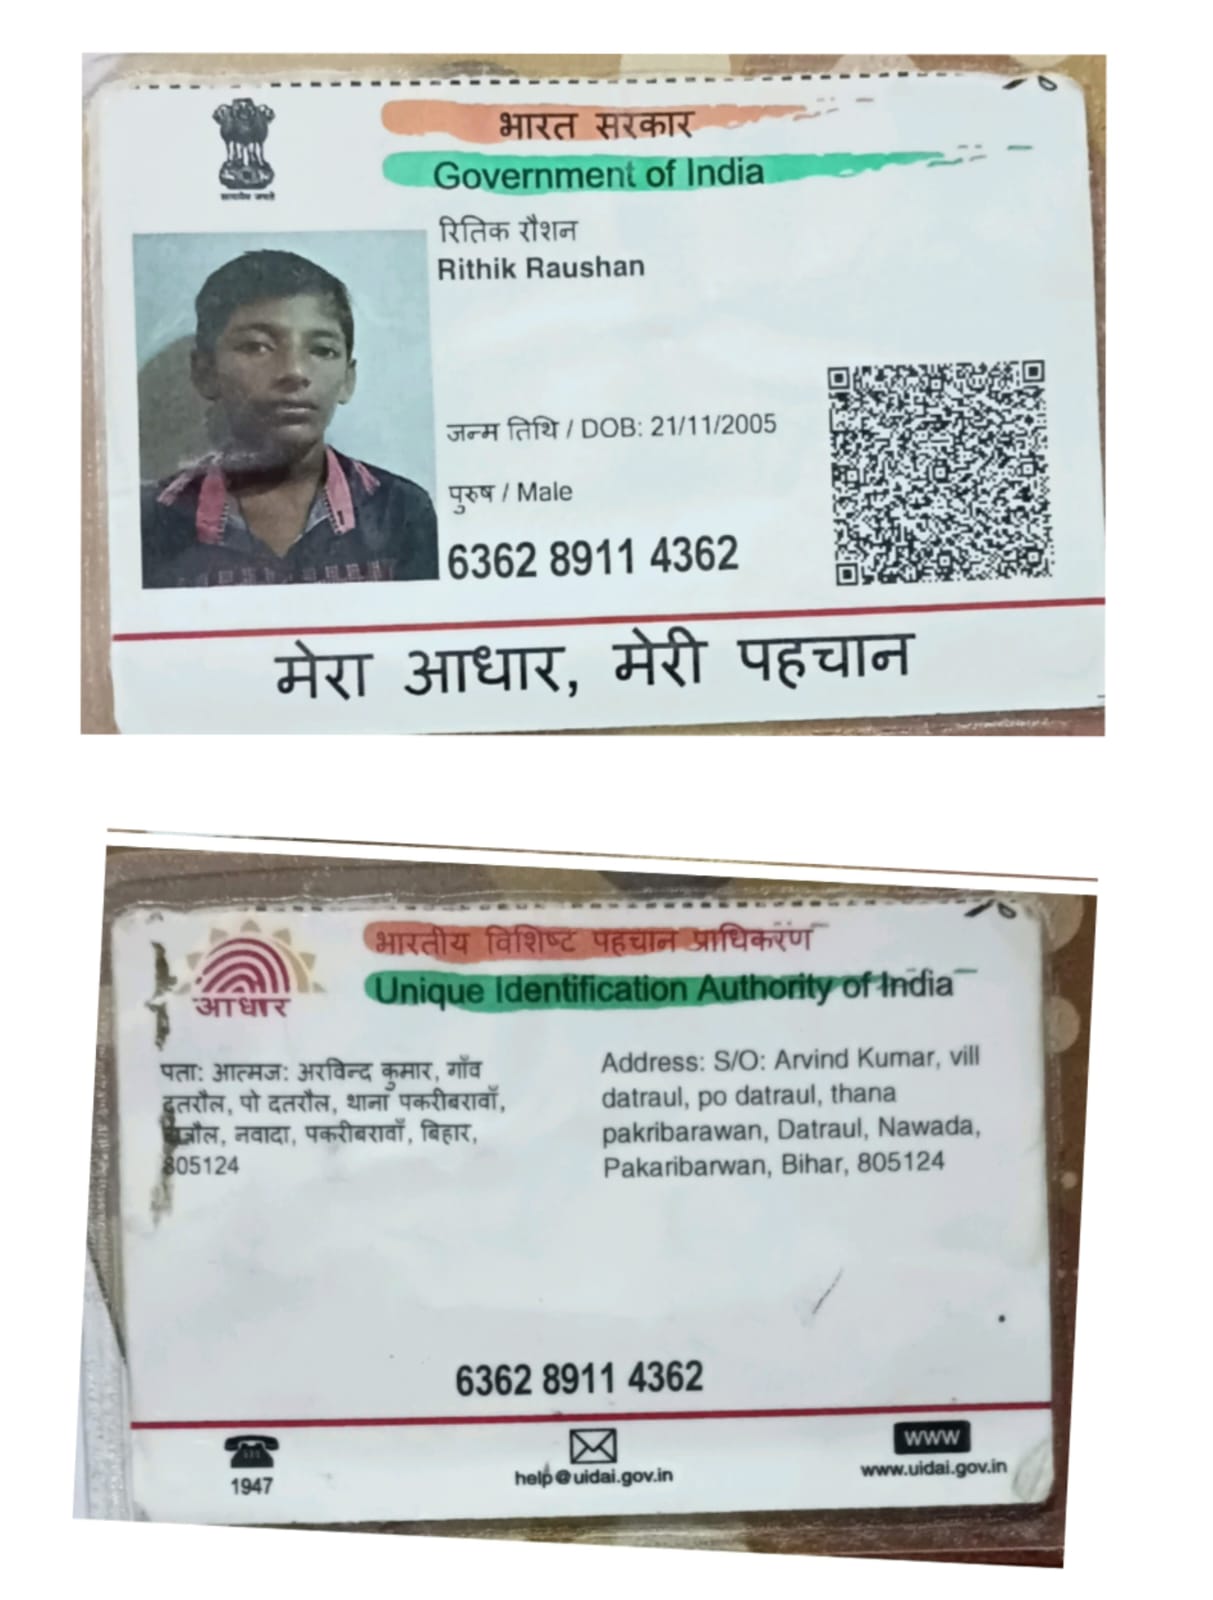 सत्यमेव जयते
भारत सरकार
Government of India
रितिक रौशन
Rithik Raushan
जन्म तिथि / DOB: 21/11/2005
पुरुष / Male
6362 8911 4362
मेरा आधार, मेरी पहचान
आधार
भारतीय विशिष्ट पहचान प्राधिकरण
Unique Identification Authority of India
पता: आत्मज: अरविन्द कुमार, गाँव
दतरौल, पो दतरौल, थाना पकरीबरावाँ,
नवादा, पकरीबरावाँ, बिहार,
805124
Address: S/O: Arvind Kumar, vill
datraul, po datraul, thana
pakribarawan, Datraul, Nawada,
Pakaribarwan, Bihar, 805124
6362 8911 4362
1947
help@uidai.gov.in
WWW
www.uidai.gov.in